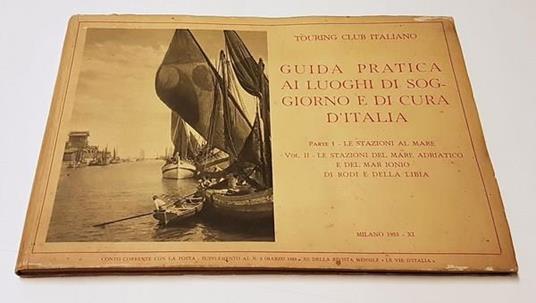 TOURING CLUB ITALIANO
GUIDA PRATICA
AI LUOGHI DI SOG-
GIORNO E DI CURA
D'ITALIA
PARTE I - LE STAZIONI AL MARE
VOL. II - LE STAZIONI DEL MARE ADRIATICO
E DEL MAR IONIO
DI RODI E DELLA LIBIA
MILANO 1933 - XI
CONTO CORRENTE CON LA POSTA - SUPPLEMENTO AL N. 3 (MARZO 1933 - XI) DELLA RIVISTA MENSILE « LE VIE D'ITALIA »